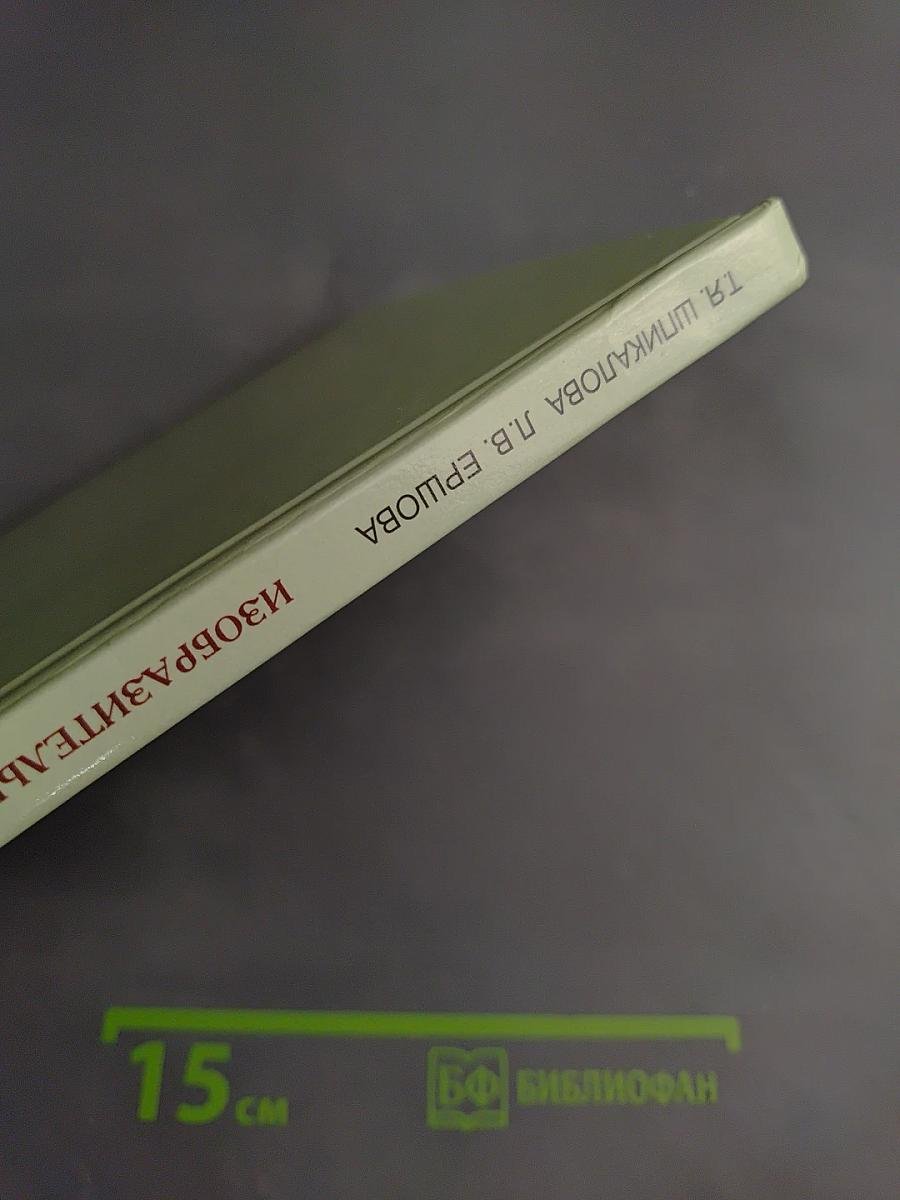 Т.Я. ШПИКАЛОВА Л.В. ЕРШОВА ИЗОБРАЗИТЕЛЬ
15 см
БФ БИБЛИОФАН